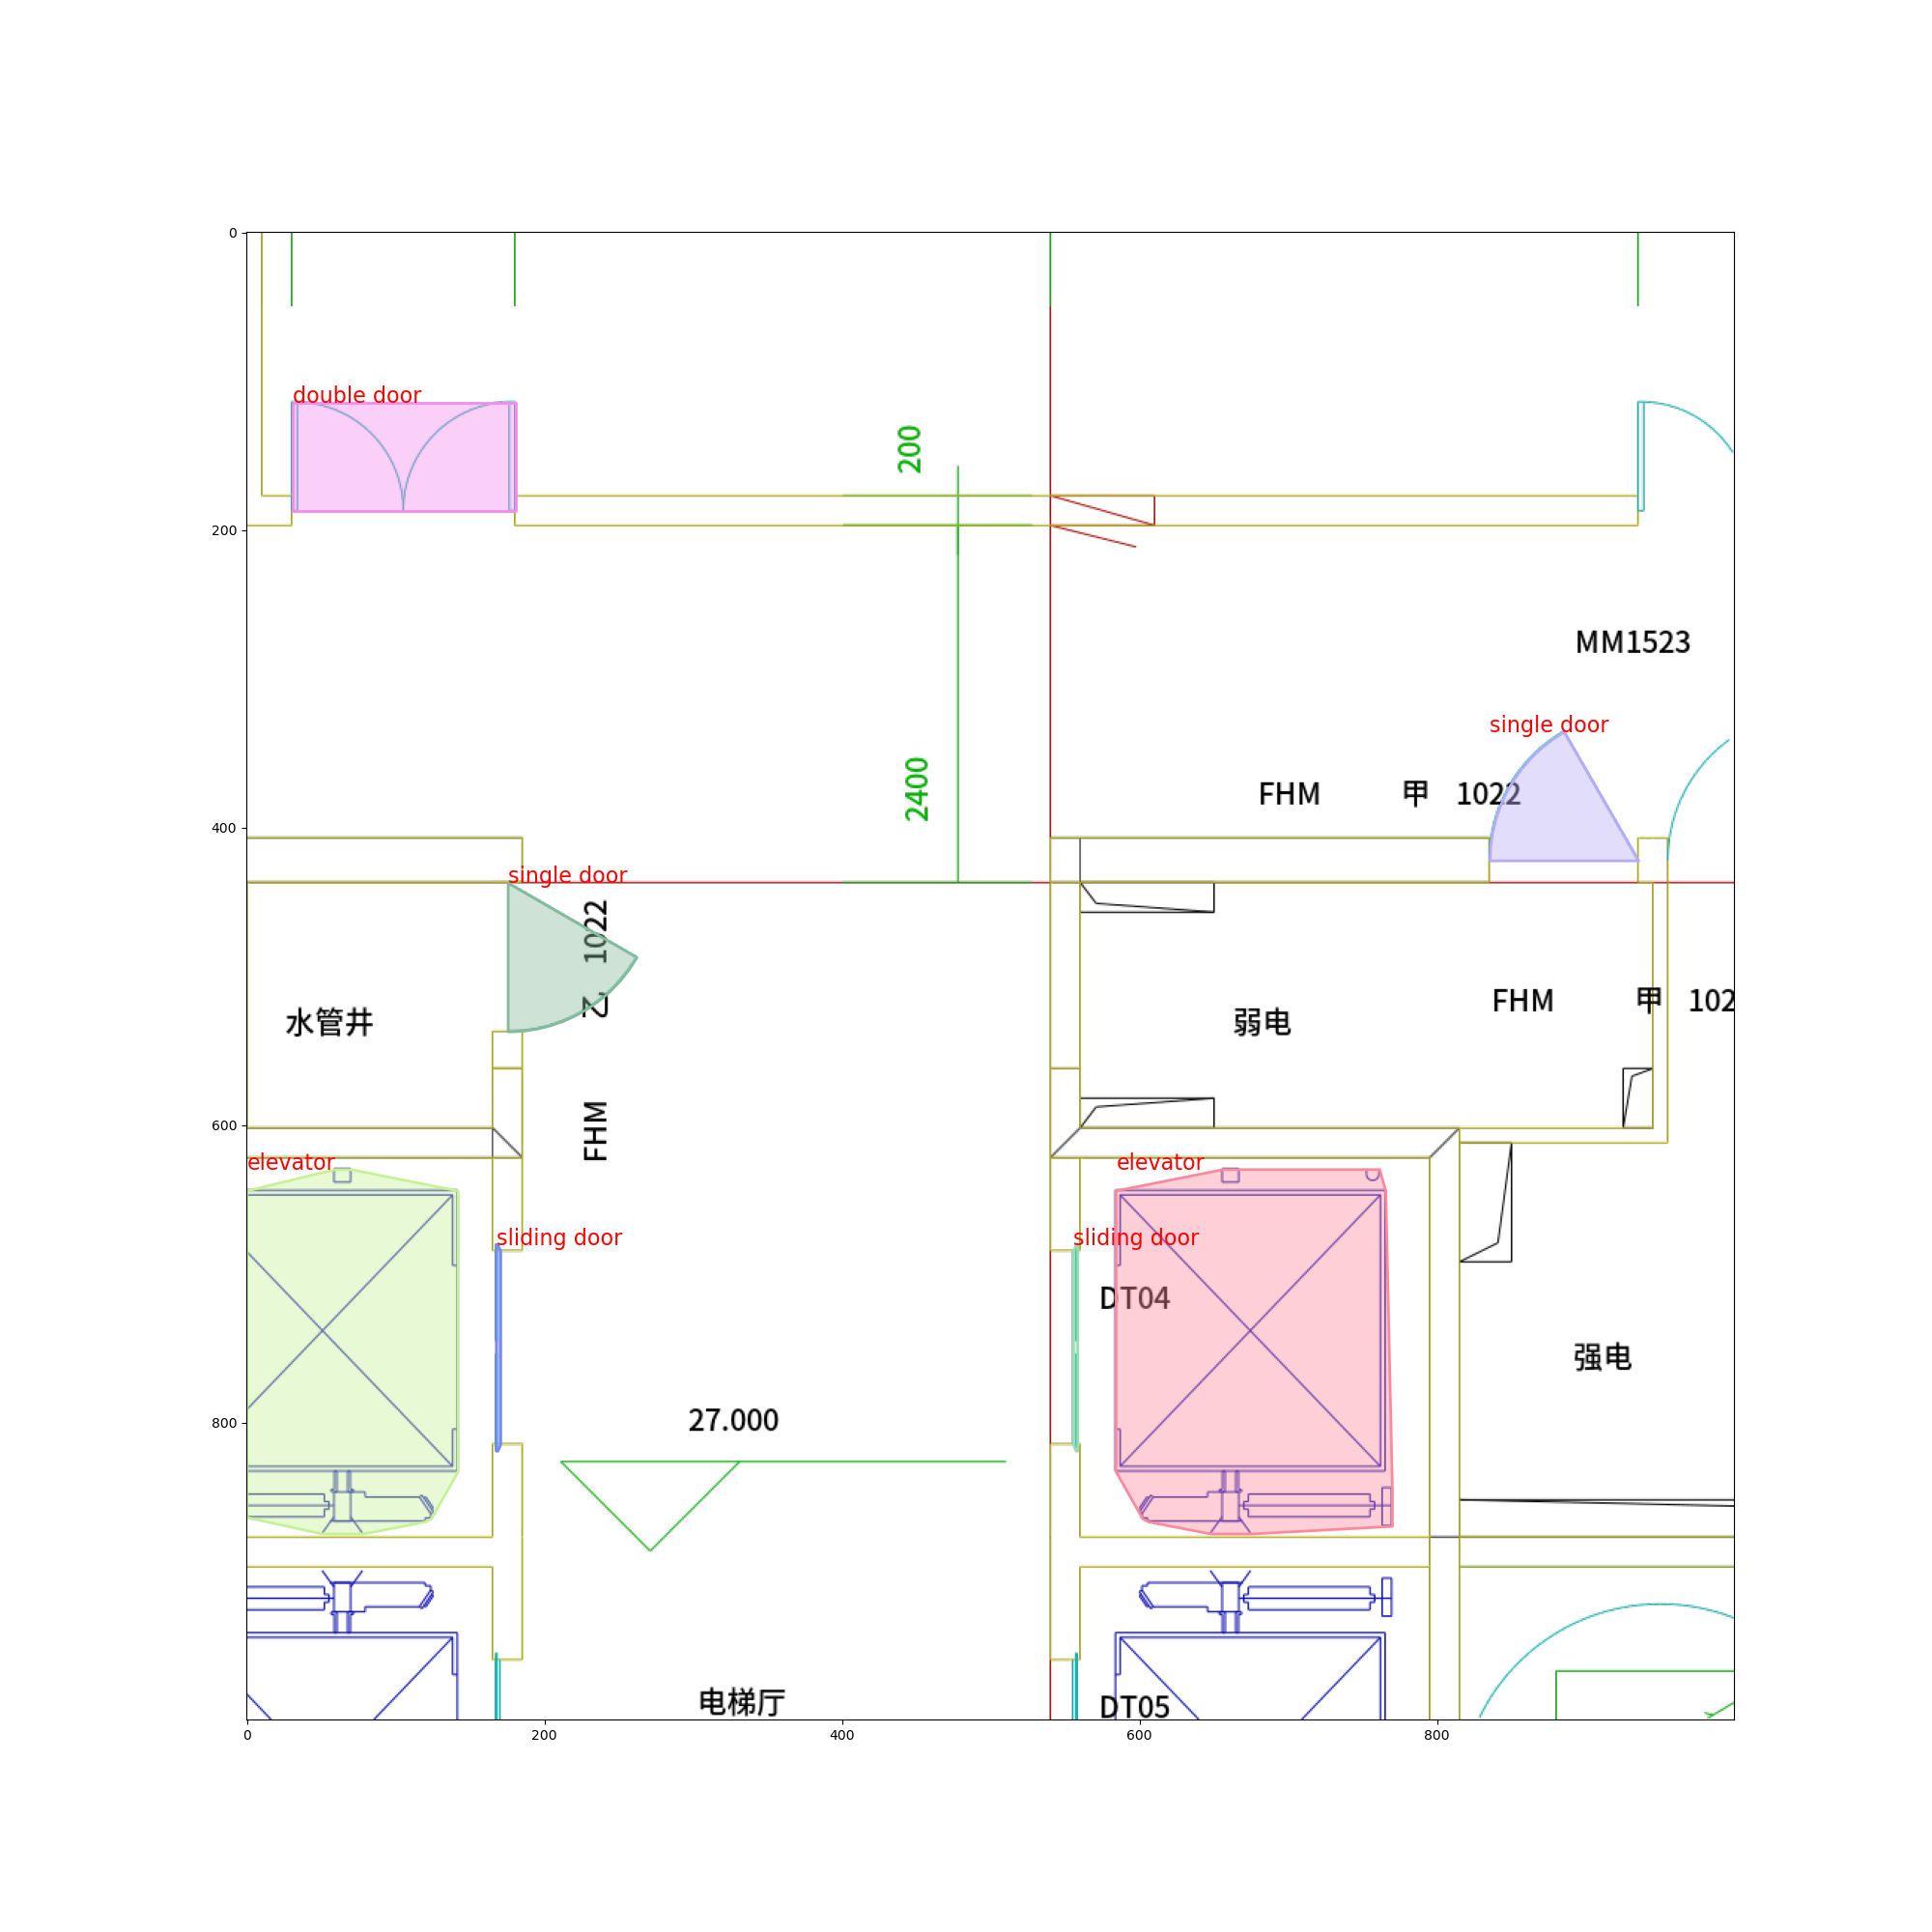 0
double door
200
200
MM1523
single door
2400
FHM 甲 1022
400
single door
FHM 乙 1022
水管井
弱电
FHM 甲 102
600
elevator
elevator
sliding door
sliding door
DT04
强电
27.000
800
电梯厅
DT05
0
200
400
600
800